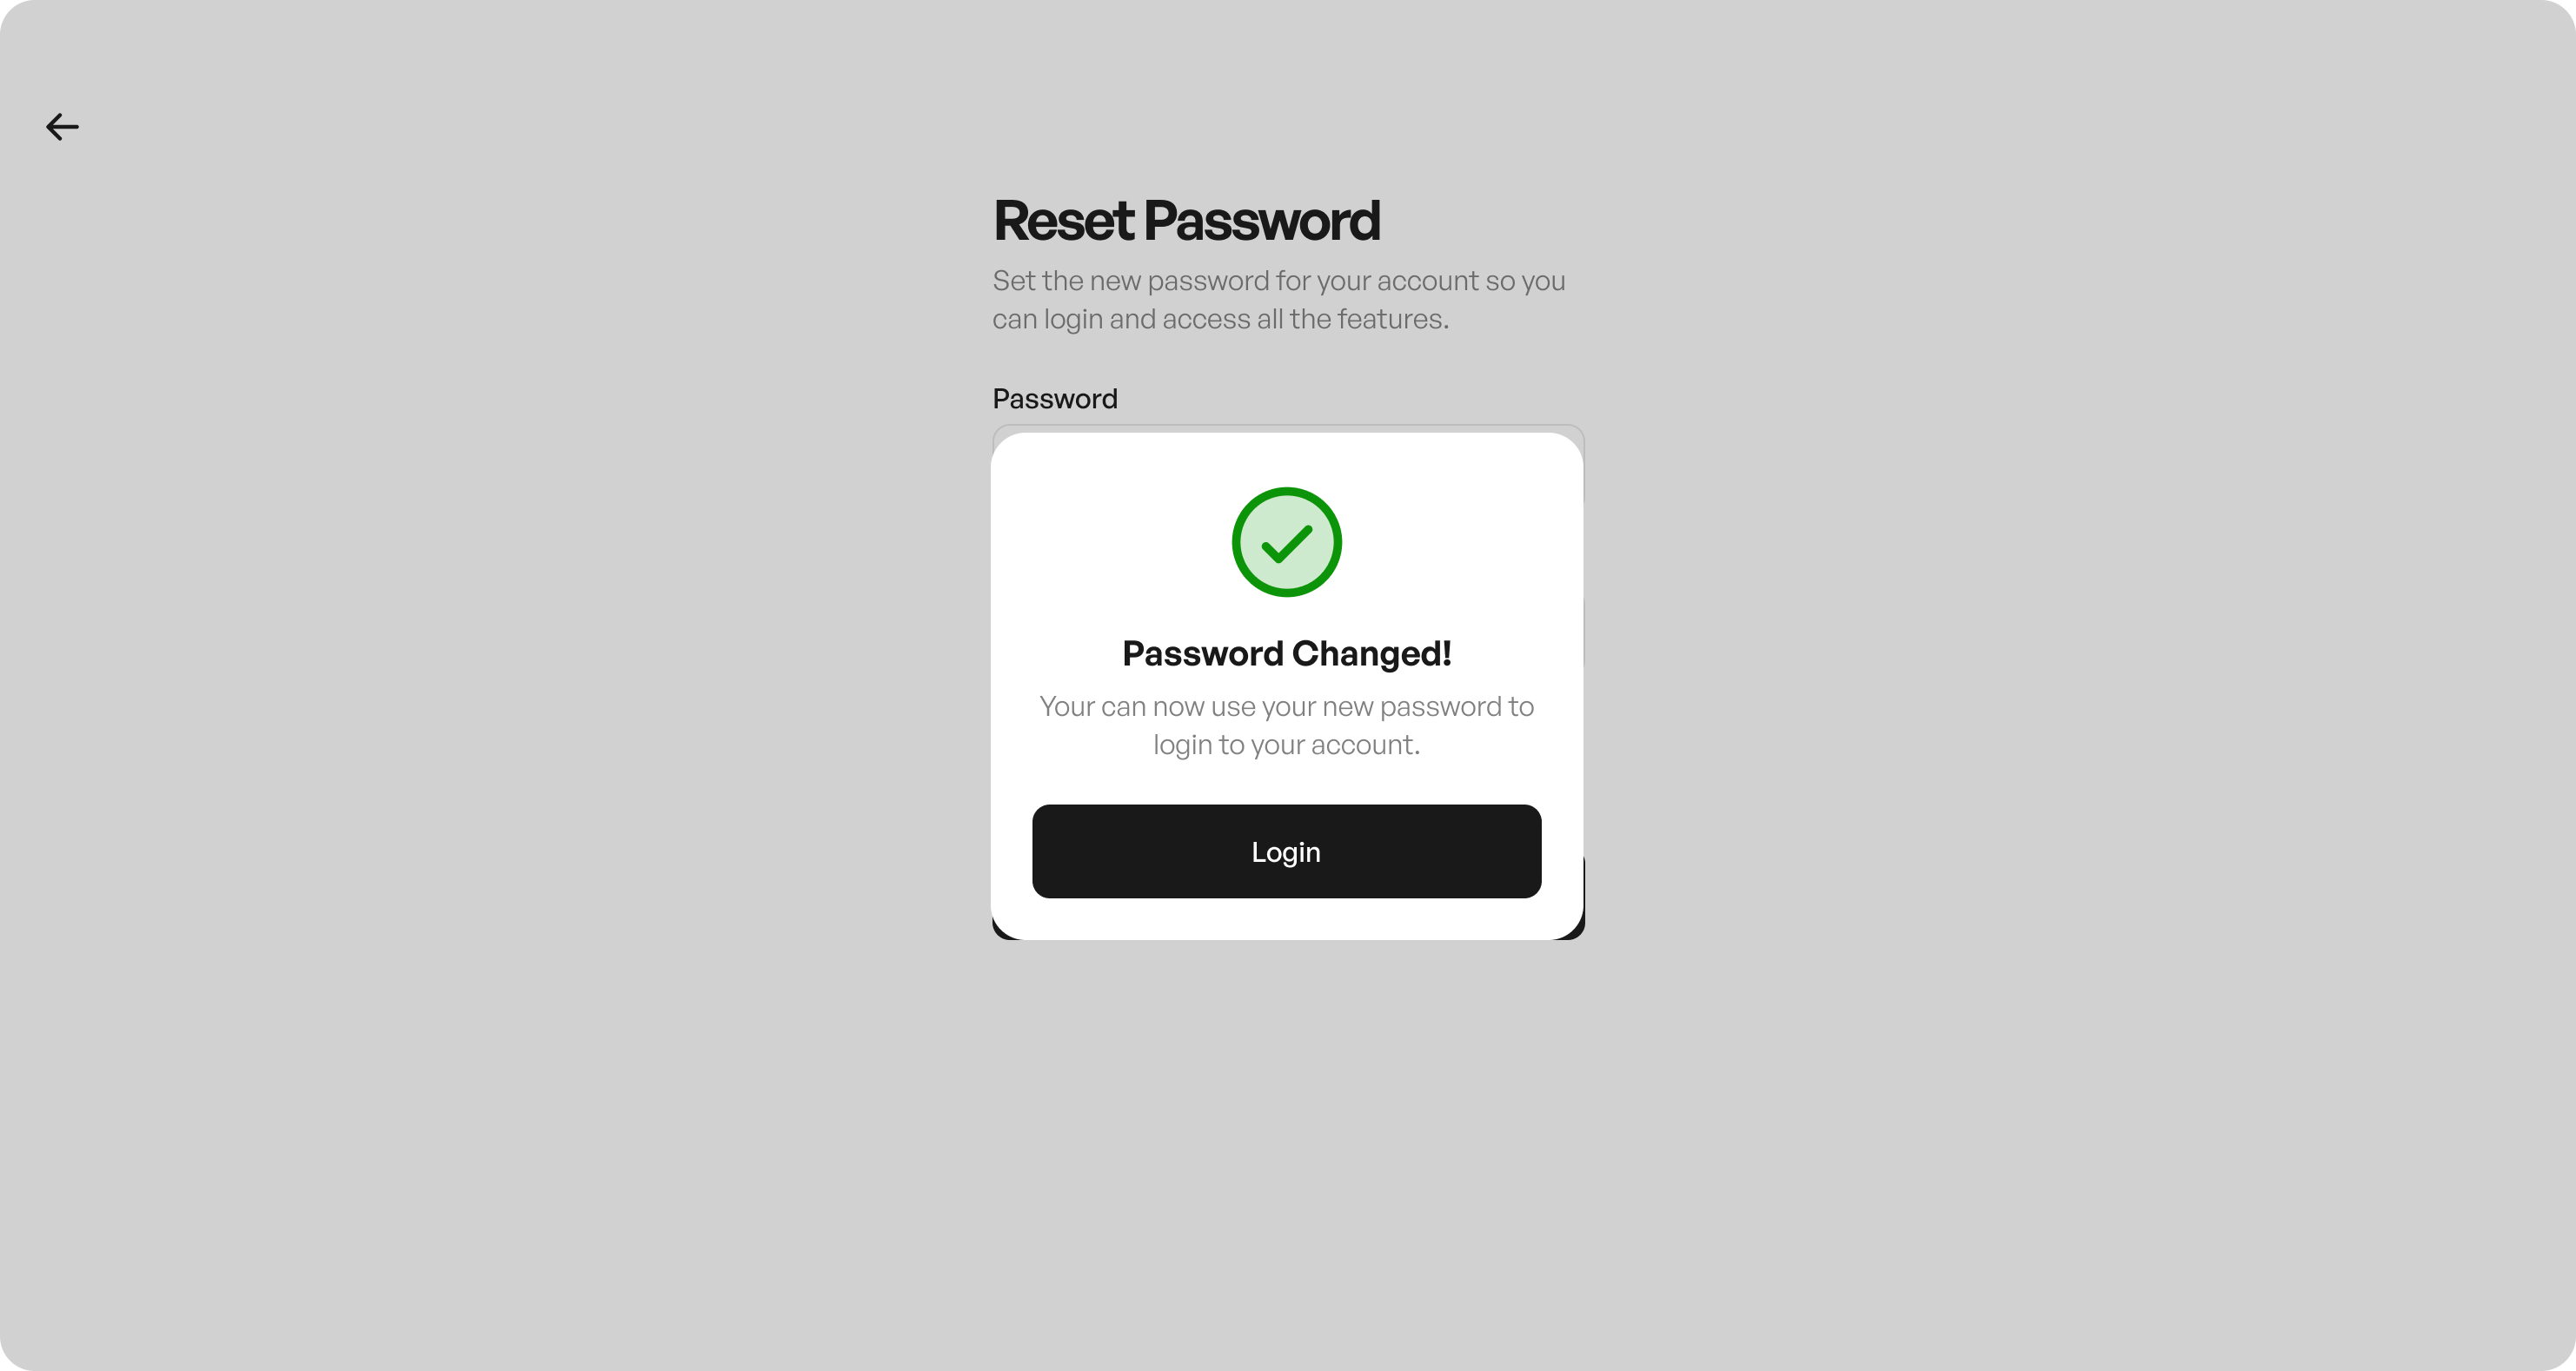 Reset Password
Set the new password for your account so you
can login and access all the features.
Password
Password Changed!
Your can now use your new password to
login to your account.
Login